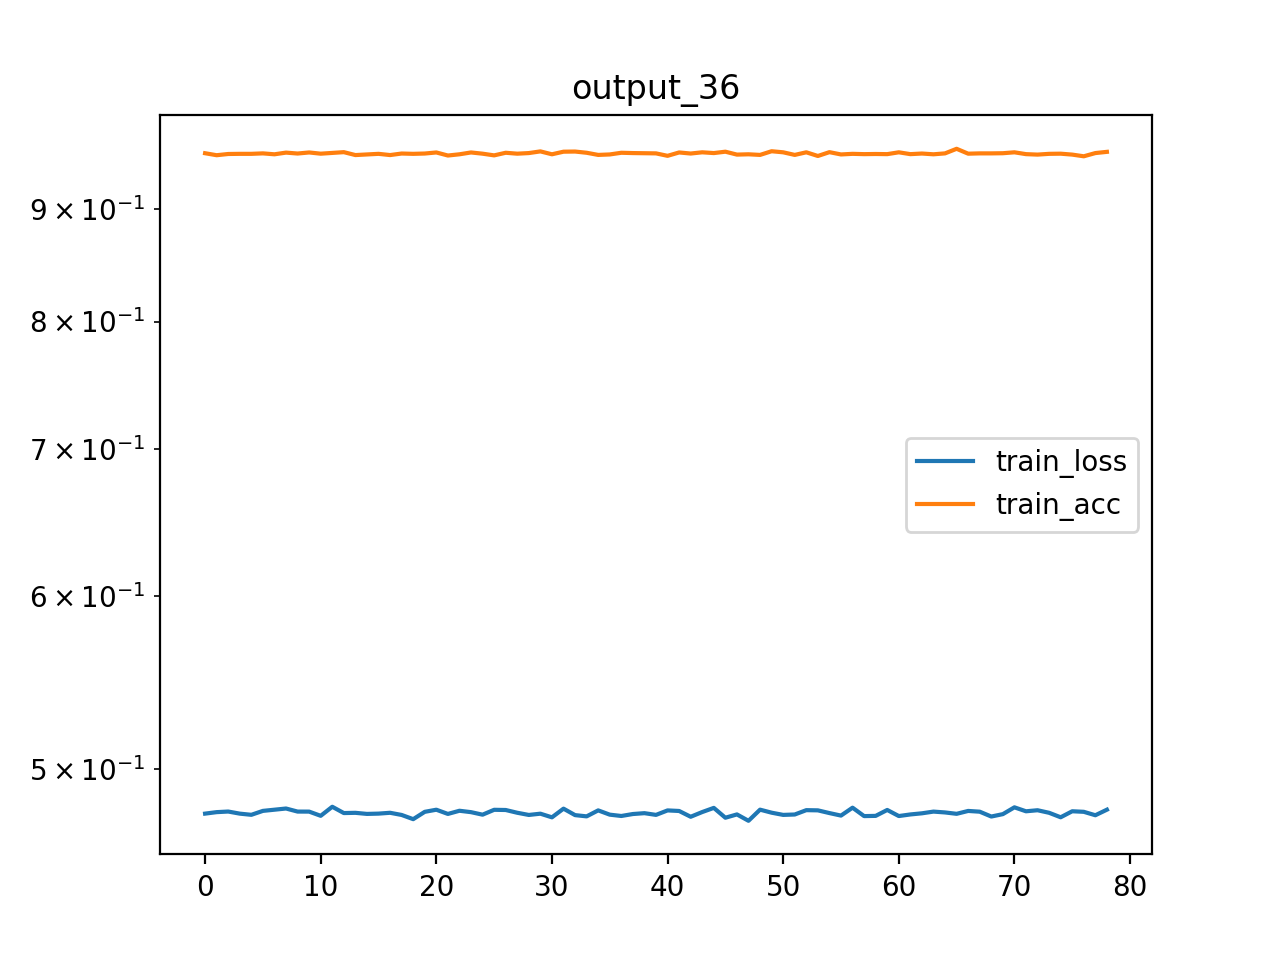 output_36
9 × 10⁻¹
8 × 10⁻¹
7 × 10⁻¹
6 × 10⁻¹
5 × 10⁻¹
train_loss
train_acc
0 10 20 30 40 50 60 70 80